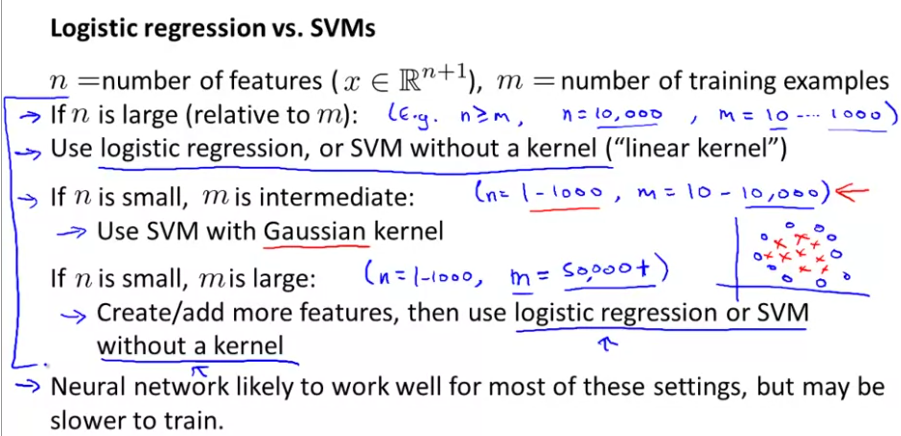 Logistic regression vs. SVMs
n =number of features ( x ∈ ℝⁿ⁺¹), m = number of training examples
→ If n is large (relative to m): (E.g. n ≥ m, n = 10,000 , m = 10 .... 1000)
→ Use logistic regression, or SVM without a kernel (“linear kernel”)
→ If n is small, m is intermediate: (n = 1 - 1000 , m = 10 - 10,000) ←
→ Use SVM with Gaussian kernel
If n is small, m is large: (n = 1 - 1000, m = 50,000+)
→ Create/add more features, then use logistic regression or SVM
without a kernel
→ Neural network likely to work well for most of these settings, but may be
slower to train.